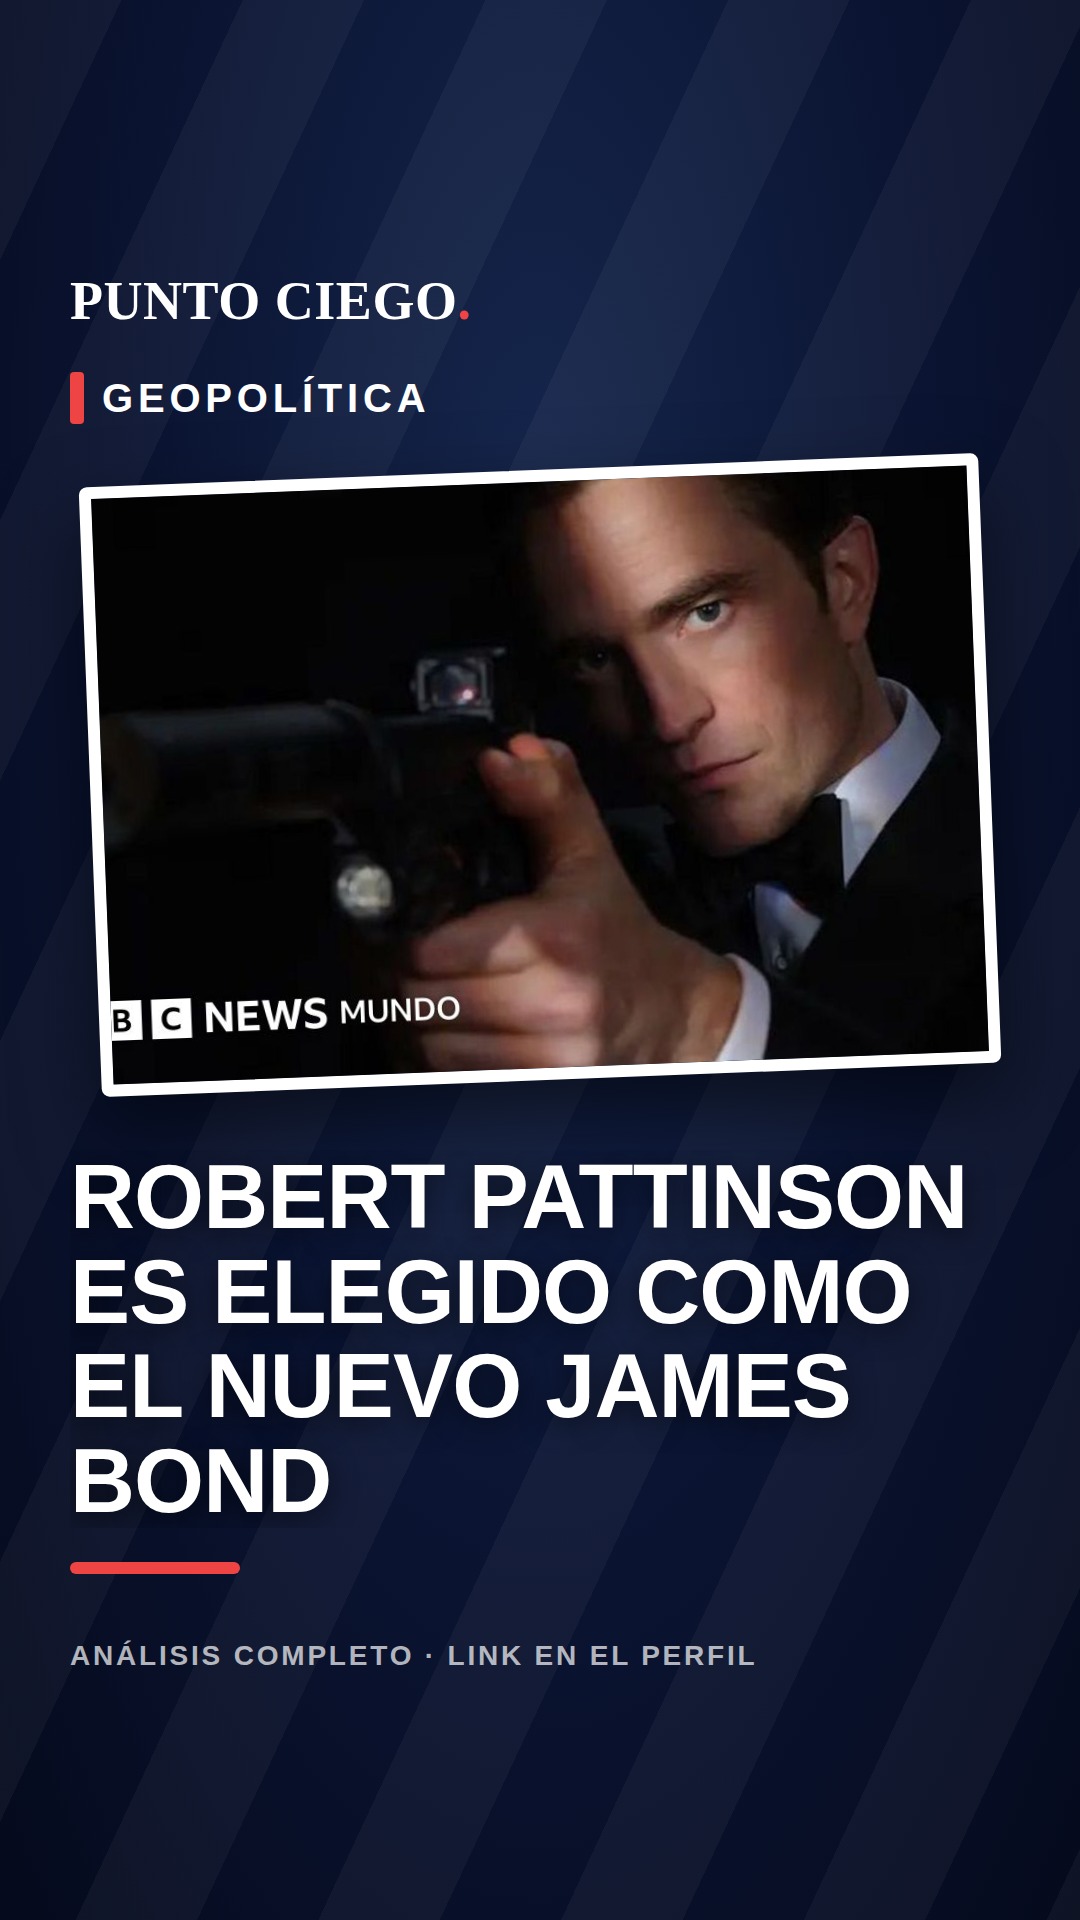 PUNTO CIEGO.
GEOPOLÍTICA
B C NEWS MUNDO
ROBERT PATTINSON
ES ELEGIDO COMO
EL NUEVO JAMES
BOND
ANÁLISIS COMPLETO · LINK EN EL PERFIL